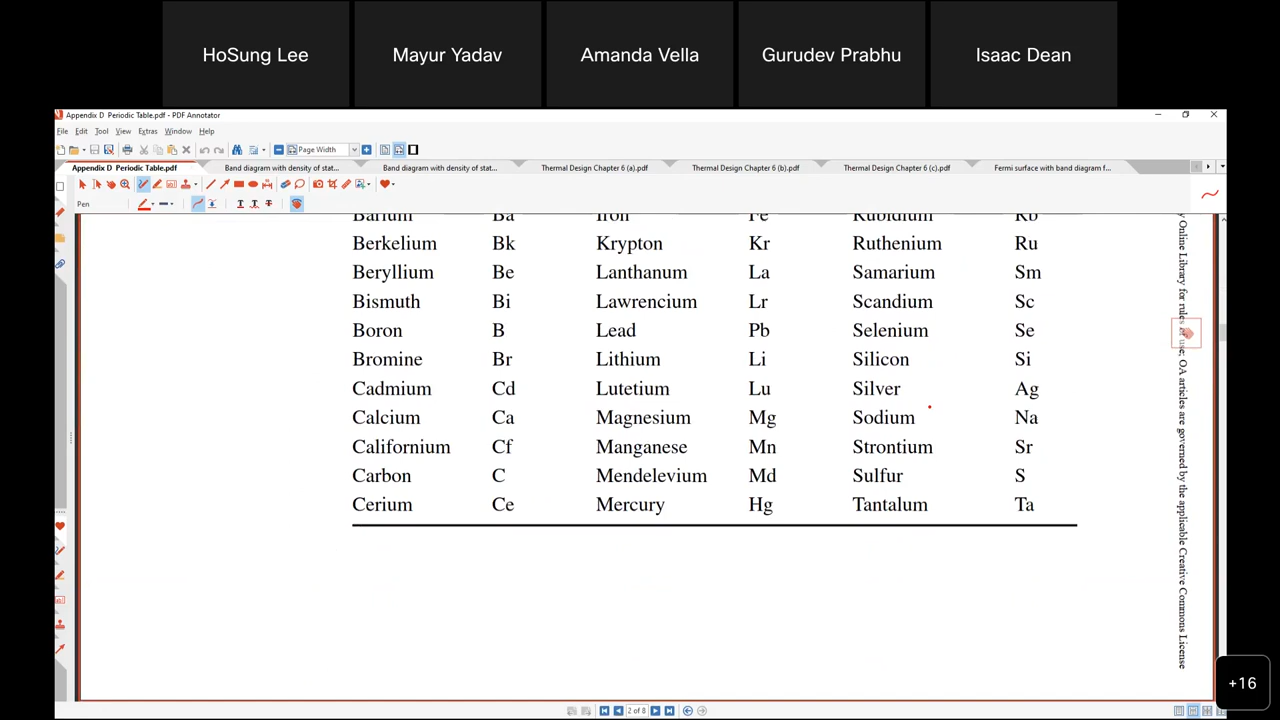 HoSung Lee
Mayur Yadav
Amanda Vella
Gurudev Prabhu
Isaac Dean
Appendix D Periodic Table.pdf - PDF Annotator
File Edit Tool View Extras Window Help
Page Width
Appendix D Periodic Table.pdf
Band diagram with density of stat...
Band diagram with density of stat...
Thermal Design Chapter 6 (a).pdf
Thermal Design Chapter 6 (b).pdf
Thermal Design Chapter 6 (c).pdf
Fermi surface with band diagram f...
Pen
Barium Ba Iron Fe Rubidium Rb
Berkelium Bk Krypton Kr Ruthenium Ru
Beryllium Be Lanthanum La Samarium Sm
Bismuth Bi Lawrencium Lr Scandium Sc
Boron B Lead Pb Selenium Se
Bromine Br Lithium Li Silicon Si
Cadmium Cd Lutetium Lu Silver Ag
Calcium Ca Magnesium Mg Sodium Na
Californium Cf Manganese Mn Strontium Sr
Carbon C Mendelevium Md Sulfur S
Cerium Ce Mercury Hg Tantalum Ta
y Online Library for rules of use; OA articles are governed by the applicable Creative Commons License
2 of 8
+16